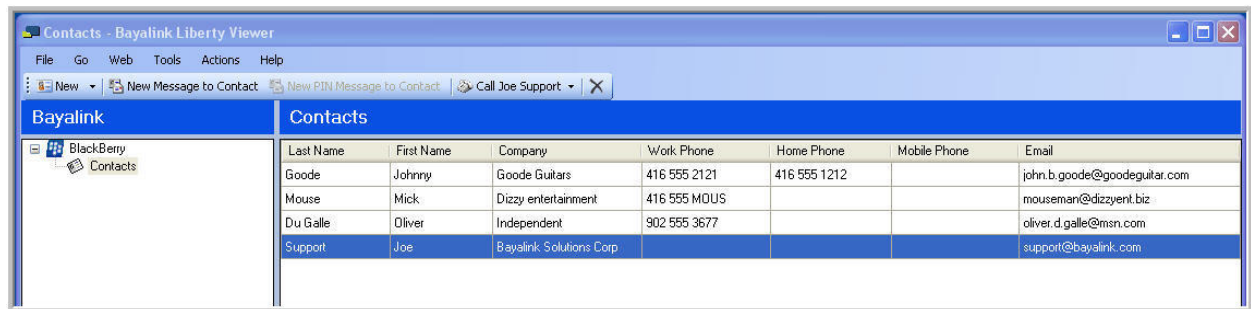 Contacts - Bayalink Liberty Viewer
File Go Web Tools Actions Help
New New Message to Contact New PIN Message to Contact Call Joe Support
Bayalink Contacts
BlackBerry
Contacts
Last Name First Name Company Work Phone Home Phone Mobile Phone Email
Goode Johnny Goode Guitars 416 555 2121 416 555 1212 john.b.goode@goodeguitar.com
Mouse Mick Dizzy entertainment 416 555 MOUS mouseman@dizzyent.biz
Du Galle Oliver Independent 902 555 3677 oliver.d.galle@msn.com
Support Joe Bayalink Solutions Corp support@bayalink.com